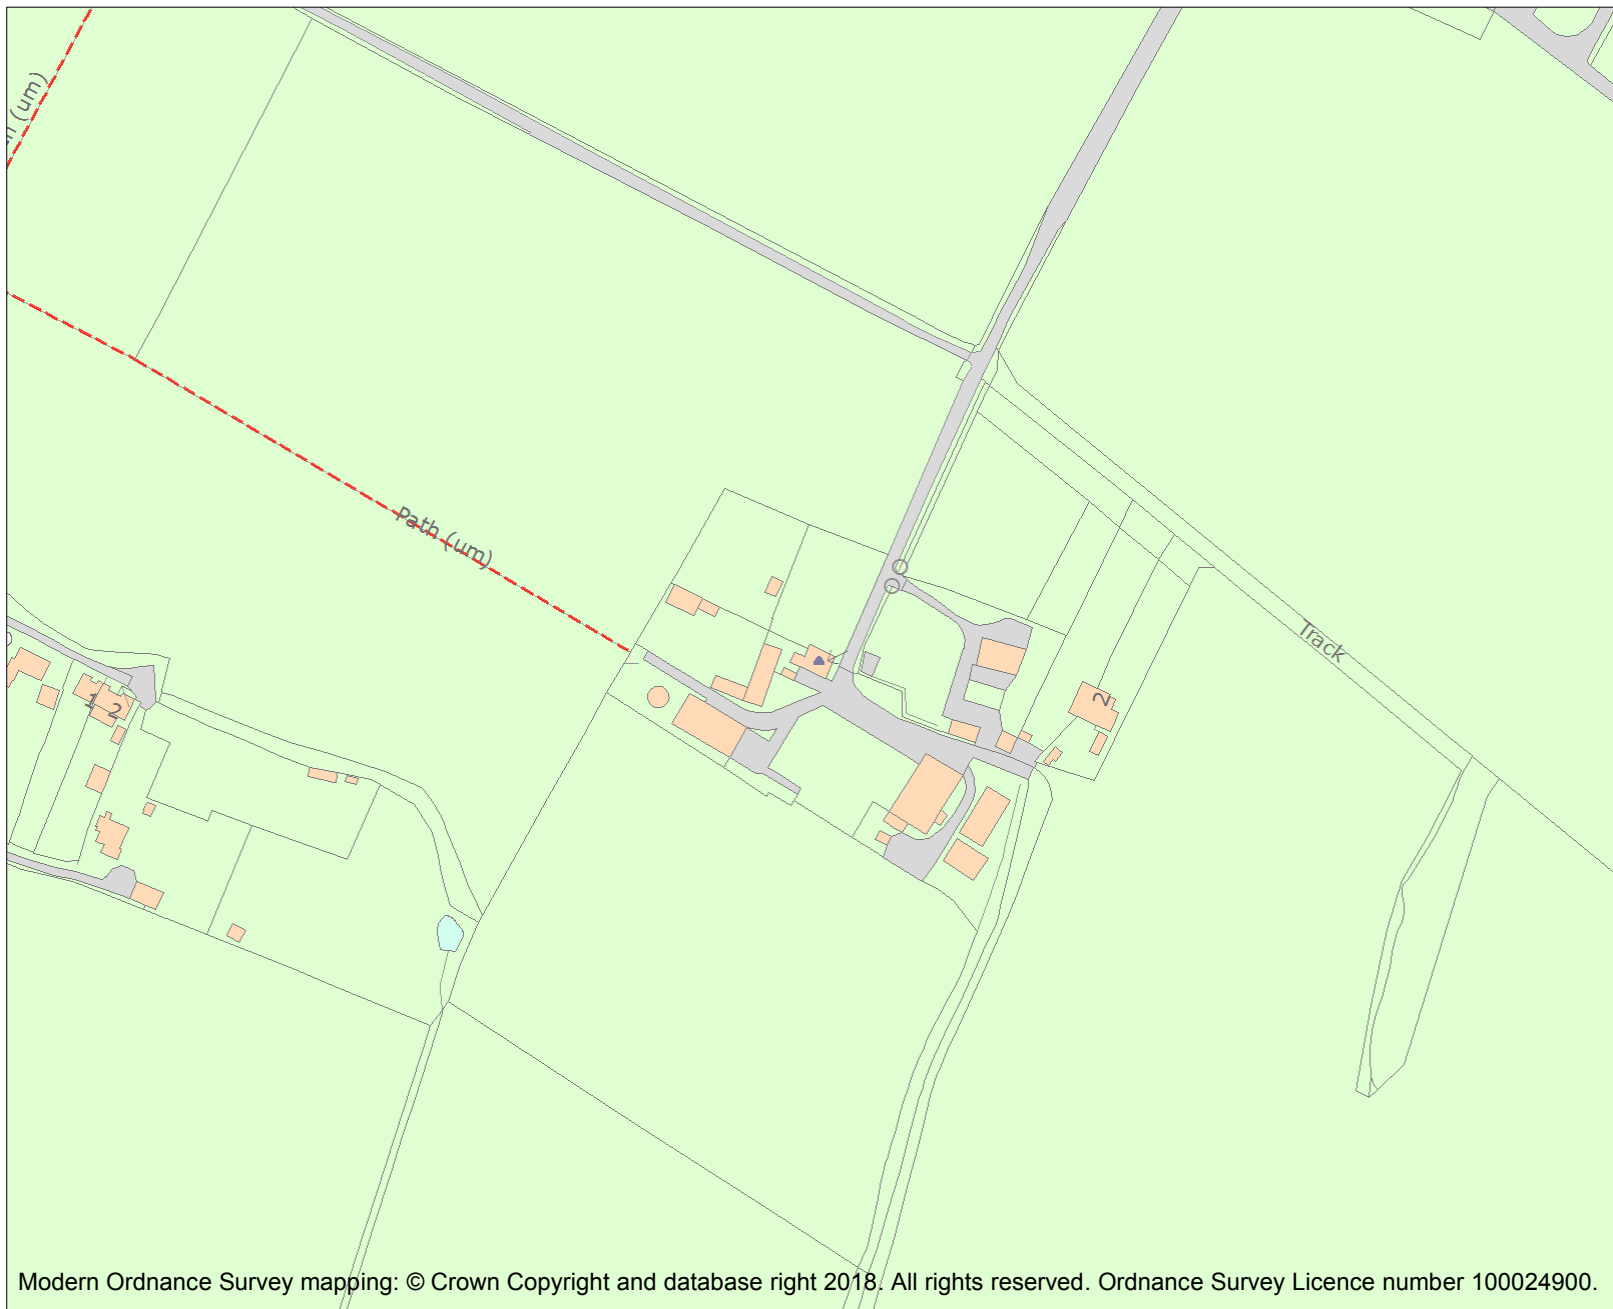 (um)
Path (um)
Track
2
1 2
Modern Ordnance Survey mapping: © Crown Copyright and database right 2018. All rights reserved. Ordnance Survey Licence number 100024900.